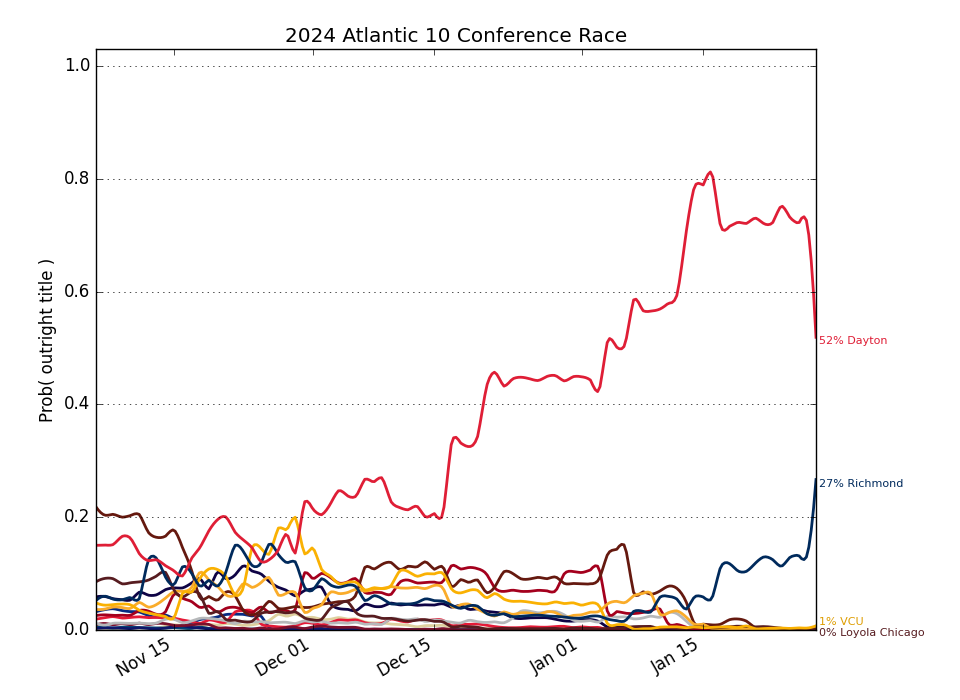 2024 Atlantic 10 Conference Race
Prob( outright title )
1.0
0.8
0.6
0.4
0.2
0.0
52% Dayton
27% Richmond
1% VCU
0% Loyola Chicago
Nov 15
Dec 01
Dec 15
Jan 01
Jan 15